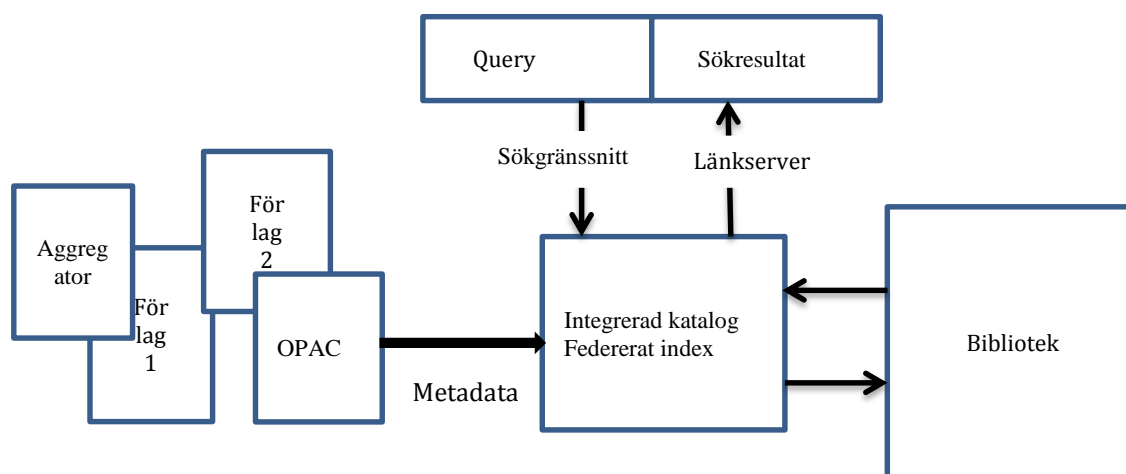 Query
Sökresultat
Sökgränssnitt
Länkserver
För
lag
2
Aggreg
ator
För
lag
1
OPAC
Metadata
Integrerad katalog
Federerat index
Bibliotek